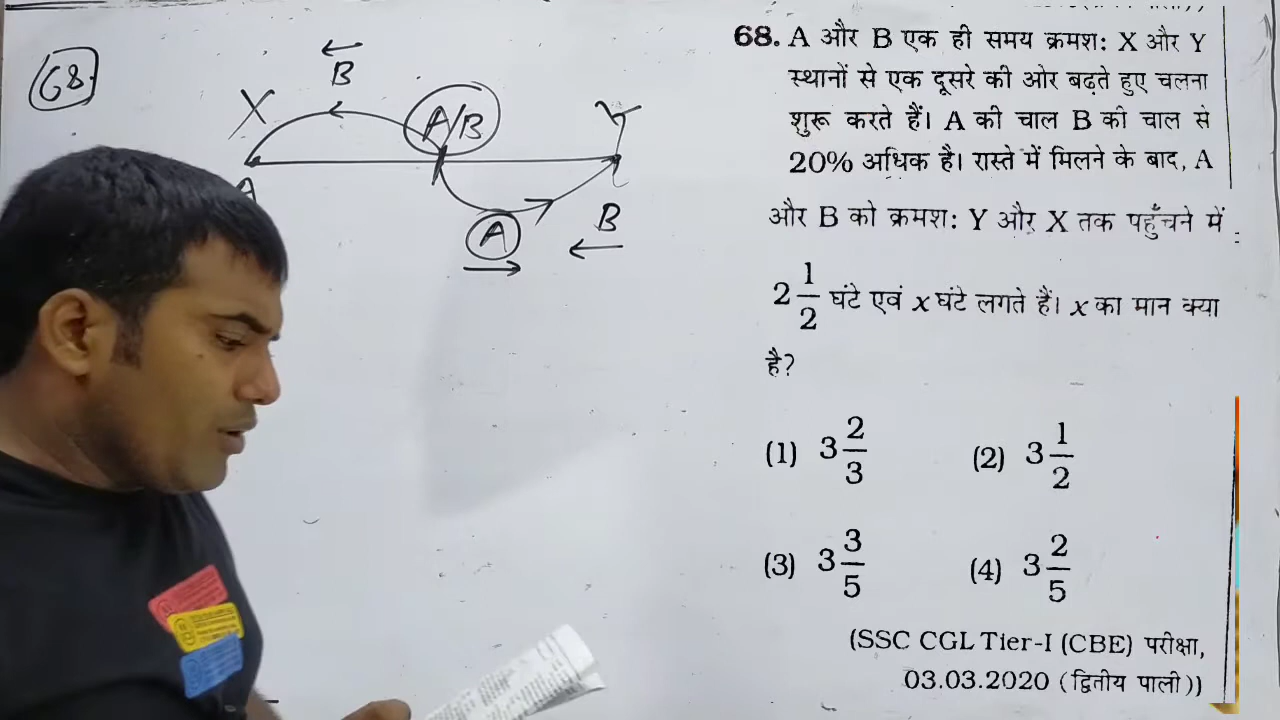 68.
B
X
A/B
Y
A
A
B
68. A और B एक ही समय क्रमश: X और Y
स्थानों से एक दूसरे की ओर बढ़ते हुए चलना
शुरू करते हैं। A की चाल B की चाल से
20% अधिक है। रास्ते में मिलने के बाद, A
और B को क्रमश: Y और X तक पहुँचने में
2 1/2 घंटे एवं x घंटे लगते हैं। x का मान क्या
है?
(1) 3 2/3 (2) 3 1/2
(3) 3 3/5 (4) 3 2/5
(SSC CGL Tier-I (CBE) परीक्षा,
03.03.2020 (द्वितीय पाली))